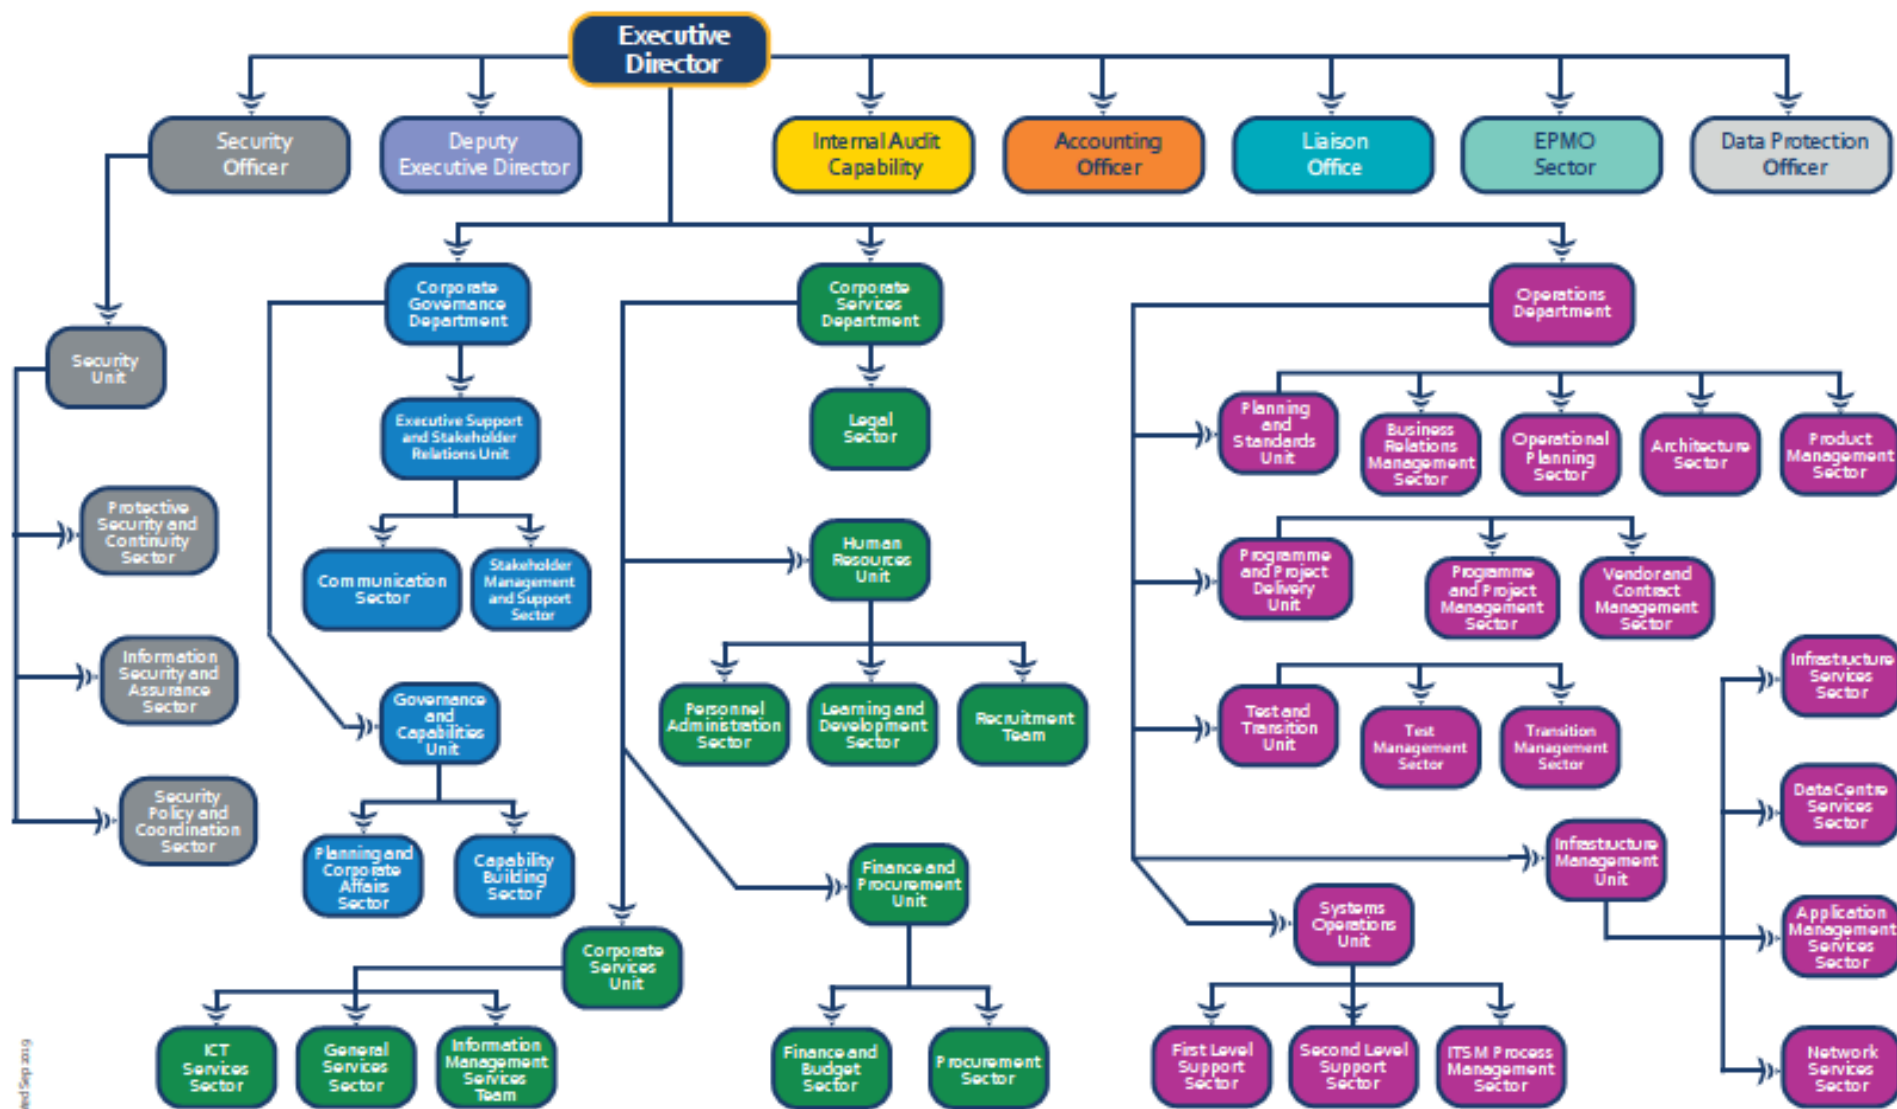 Executive
Director
Security
Officer
Deputy
Executive Director
Internal Audit
Capability
Accounting
Officer
Liaison
Office
EPMO
Sector
Data Protection
Officer
Corporate
Governance
Department
Corporate
Services
Department
Operations
Department
Security
Unit
Executive Support
and Stakeholder
Relations Unit
Legal
Sector
Planning
and
Standards
Unit
Business
Relations
Management
Sector
Operational
Planning
Sector
Architecture
Sector
Product
Management
Sector
Protective
Security and
Continuity
Sector
Communication
Sector
Stakeholder
Management
and Support
Sector
Human
Resources
Unit
Programme
and Project
Delivery
Unit
Programme
and Project
Management
Sector
Vendor and
Contract
Management
Sector
Information
Security and
Assurance
Sector
Governance
and
Capabilities
Unit
Personnel
Administration
Sector
Learning and
Development
Sector
Recruitment
Team
Test and
Transition
Unit
Test
Management
Sector
Transition
Management
Sector
Infrastructure
Services
Sector
Security
Policy and
Coordination
Sector
Planning and
Corporate
Affairs
Sector
Capability
Building
Sector
Finance and
Procurement
Unit
Infrastructure
Management
Unit
Data Centre
Services
Sector
Corporate
Services
Unit
Systems
Operations
Unit
Application
Management
Services
Sector
ICT
Services
Sector
General
Services
Sector
Information
Management
Services
Team
Finance and
Budget
Sector
Procurement
Sector
First Level
Support
Sector
Second Level
Support
Sector
ITSM Process
Management
Sector
Network
Services
Sector
Sep 2019